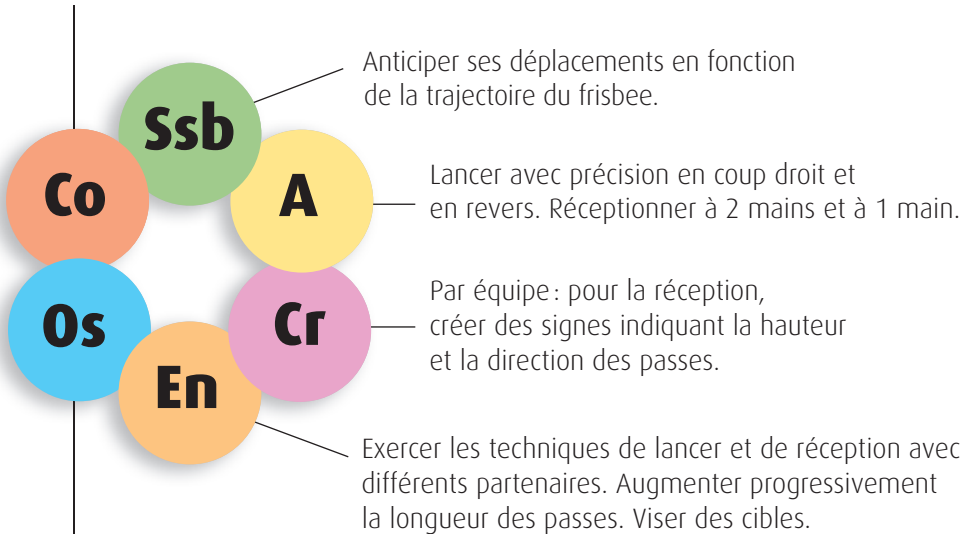 Ssb
Anticiper ses déplacements en fonction
de la trajectoire du frisbee.
Co
A
Lancer avec précision en coup droit et
en revers. Réceptionner à 2 mains et à 1 main.
Os
Cr
Par équipe : pour la réception,
créer des signes indiquant la hauteur
et la direction des passes.
En
Exercer les techniques de lancer et de réception avec
différents partenaires. Augmenter progressivement
la longueur des passes. Viser des cibles.